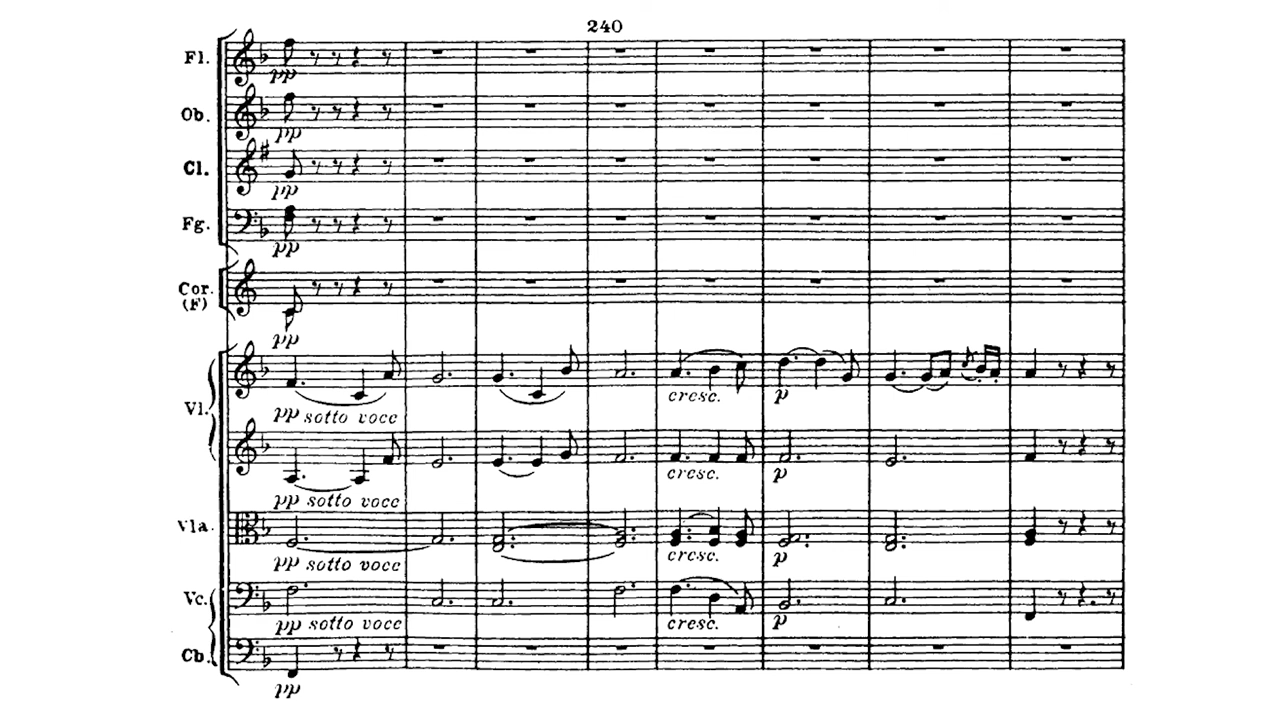 240
Fl.
pp
Ob.
pp
Cl.
pp
Fg.
pp
Cor.
(F)
pp
Vl.
pp sotto voce cresc. p
pp sotto voce cresc. p
Vla.
pp sotto voce cresc. p
Vc.
pp sotto voce cresc. p
Cb.
pp